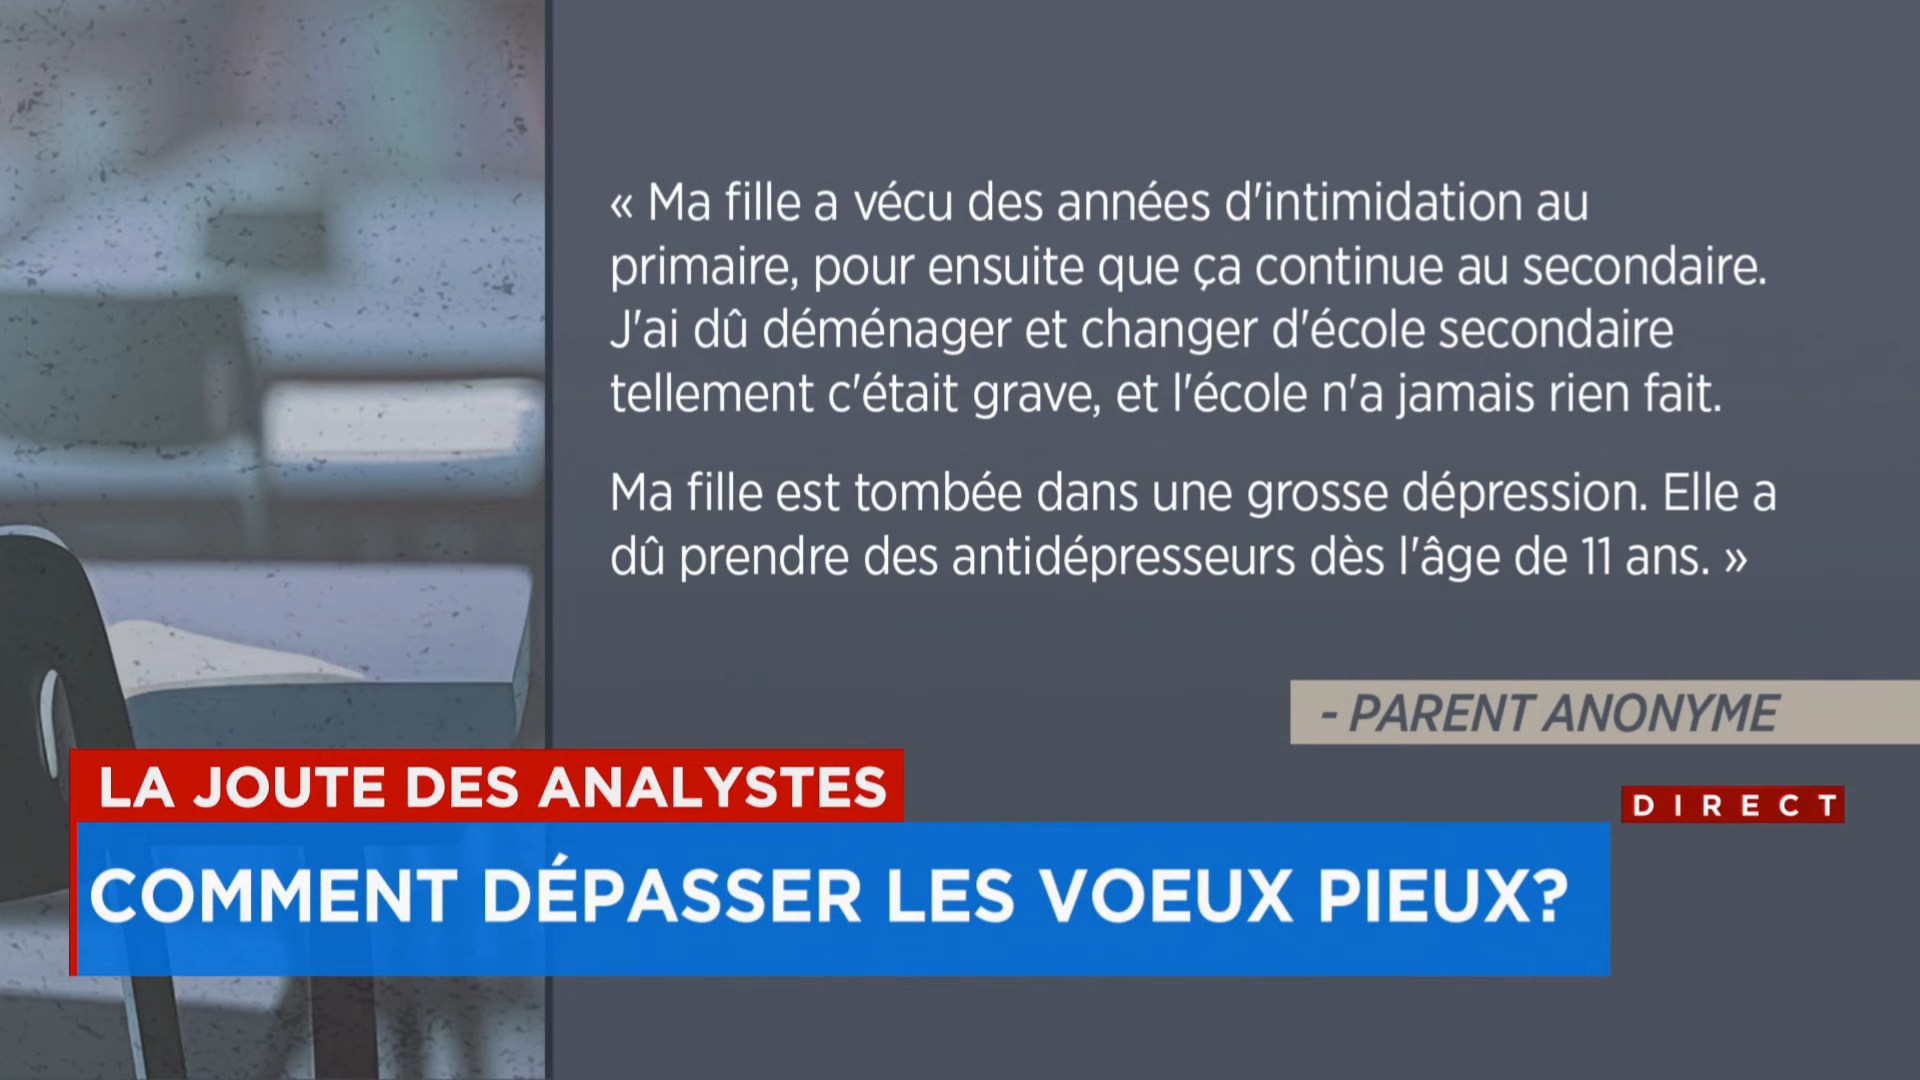 « Ma fille a vécu des années d'intimidation au
primaire, pour ensuite que ça continue au secondaire.
J'ai dû déménager et changer d'école secondaire
tellement c'était grave, et l'école n'a jamais rien fait.
Ma fille est tombée dans une grosse dépression. Elle a
dû prendre des antidépresseurs dès l'âge de 11 ans. »
- PARENT ANONYME
LA JOUTE DES ANALYSTES
DIRECT
COMMENT DÉPASSER LES VOEUX PIEUX?